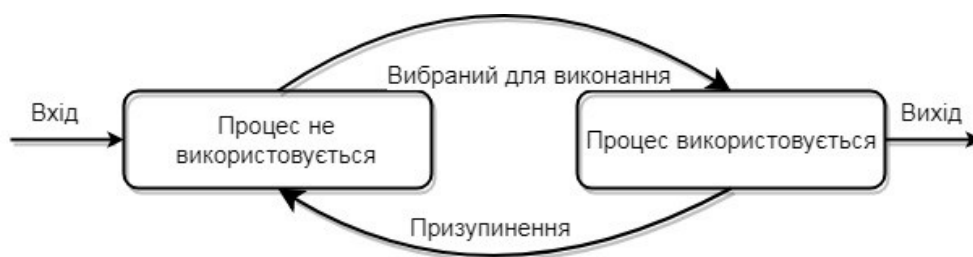 Вибраний для виконання
Вхід
Процес не
використовується
Процес використовується
Вихід
Призупинення